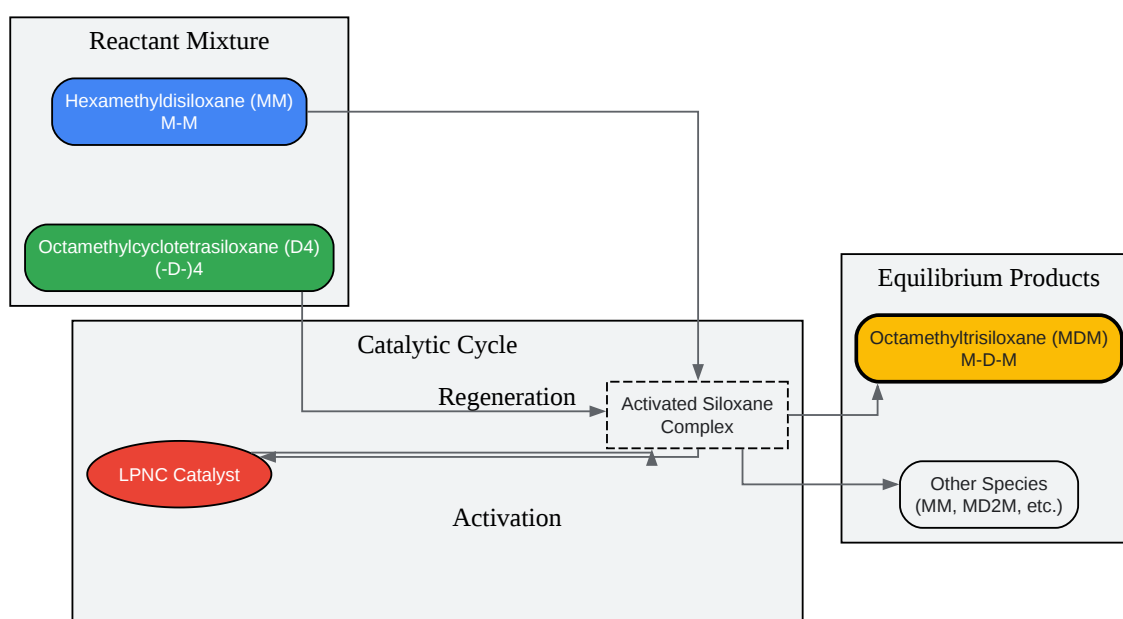 Reactant Mixture
Hexamethyldisiloxane (MM)
M-M
Octamethylcyclotetrasiloxane (D4)
(-D-)4
Equilibrium Products
Octamethyltrisiloxane (MDM)
M-D-M
Catalytic Cycle
Regeneration
Activated Siloxane
Complex
LPNC Catalyst
Activation
Other Species
(MM, MD2M, etc.)